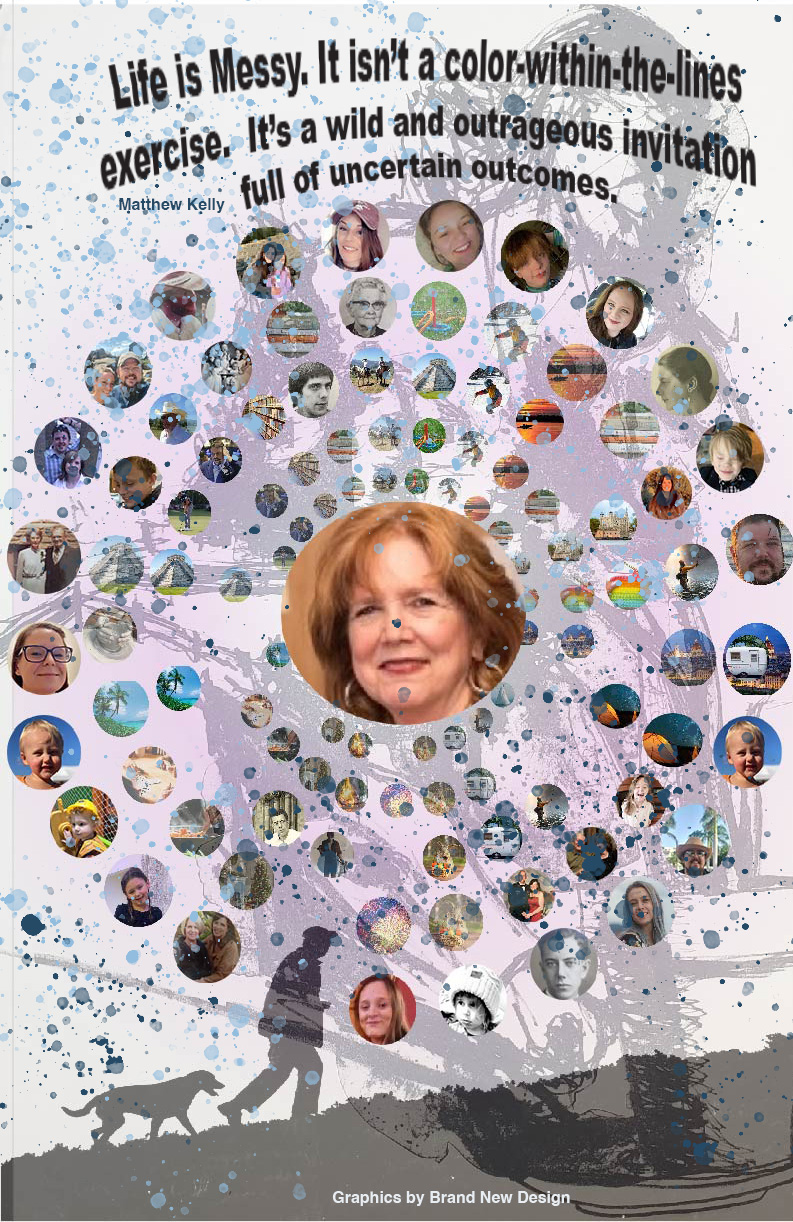 Life is Messy. It isn't a color-within-the-lines
exercise. It's a wild and outrageous invitation
full of uncertain outcomes.
Matthew Kelly
Graphics by Brand New Design